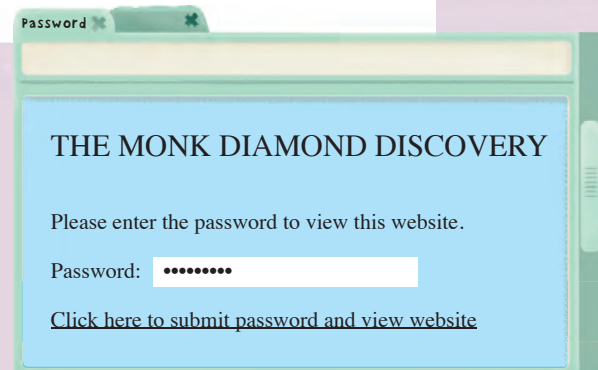 Password
THE MONK DIAMOND DISCOVERY
Please enter the password to view this website.
Password: •••••••••
Click here to submit password and view website